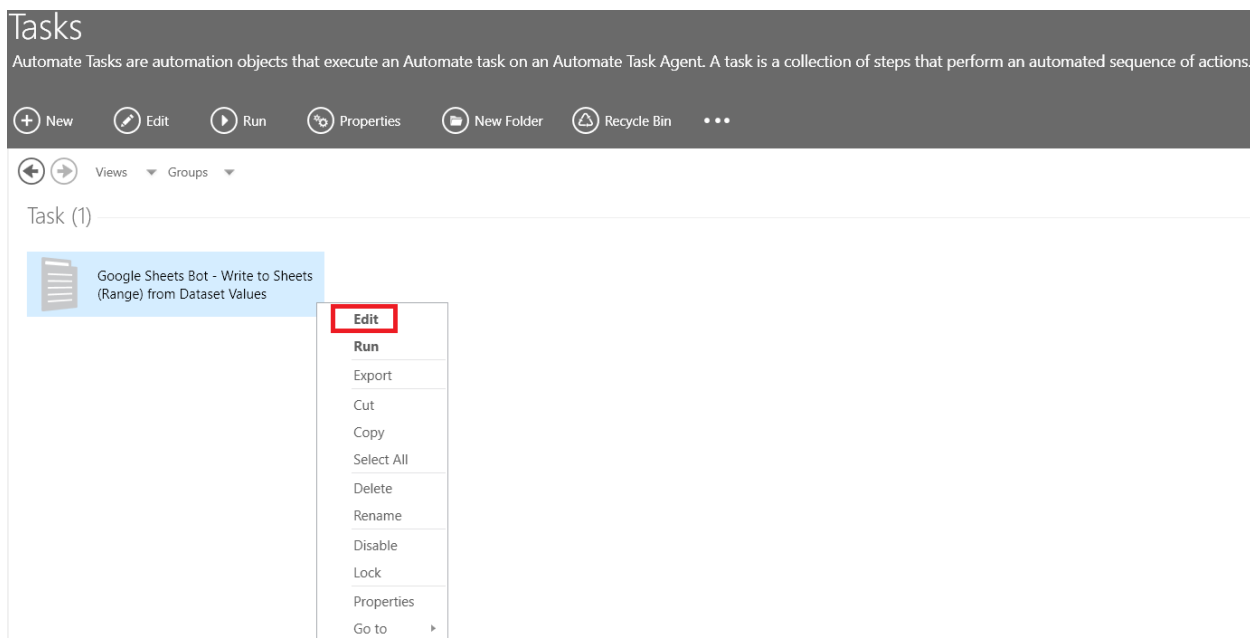 Tasks
Automate Tasks are automation objects that execute an Automate task on an Automate Task Agent. A task is a collection of steps that perform an automated sequence of actions.
New Edit Run Properties New Folder Recycle Bin •••
Views Groups
Task (1)
Google Sheets Bot - Write to Sheets
(Range) from Dataset Values
Edit
Run
Export
Cut
Copy
Select All
Delete
Rename
Disable
Lock
Properties
Go to